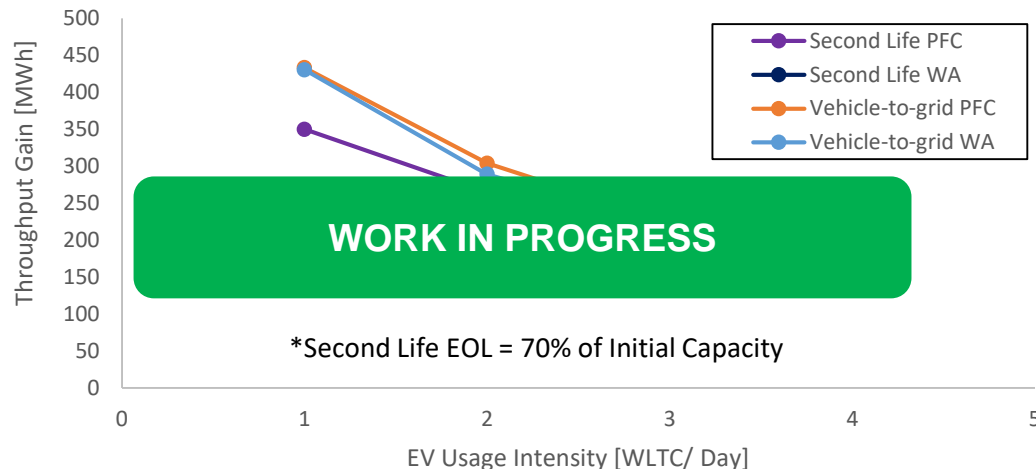 500
450
400
350
300
250
200
150
100
50
0
Throughput Gain [MWh]
Second Life PFC
Second Life WA
Vehicle-to-grid PFC
Vehicle-to-grid WA
WORK IN PROGRESS
*Second Life EOL = 70% of Initial Capacity
0 1 2 3 4 5
EV Usage Intensity [WLTC/ Day]